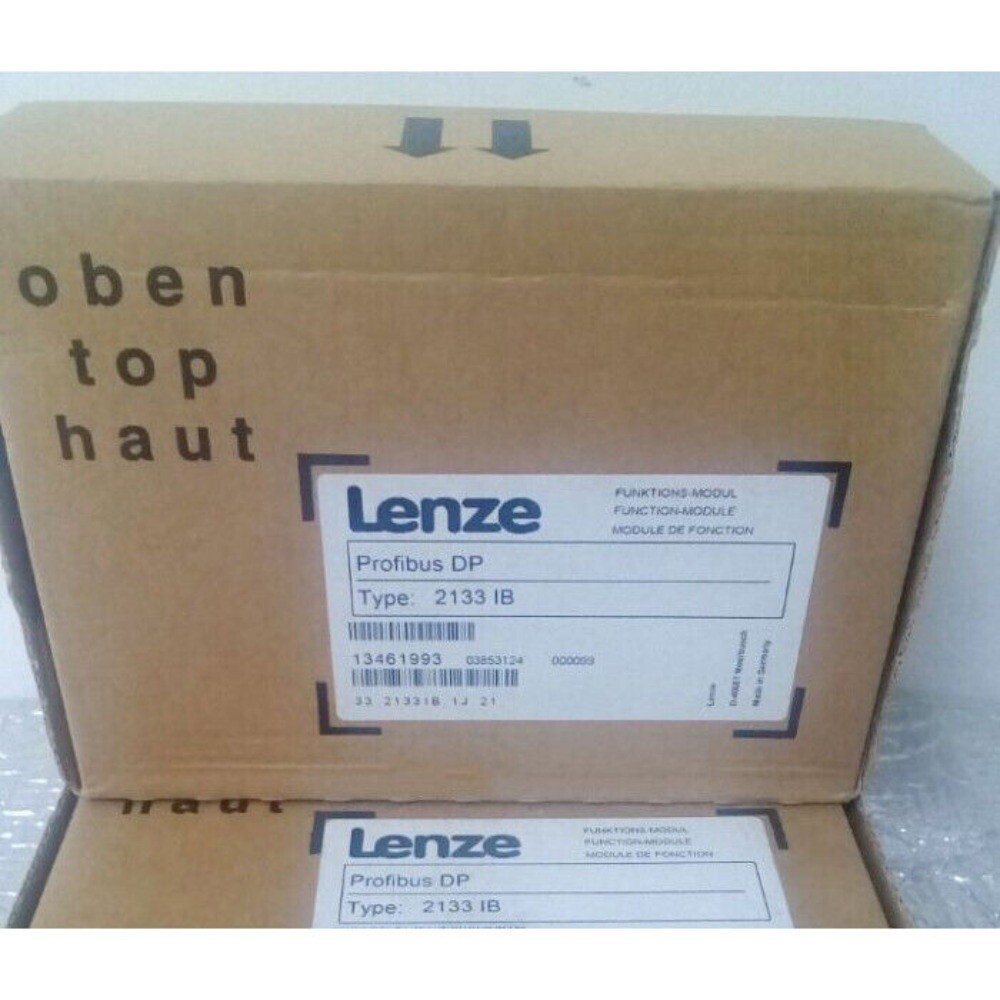 oben
top
haut
Lenze
FUNKTIONS-MODUL
FUNCTION-MODULE
MODULE DE FONCTION
Profibus DP
Type: 2133 IB
13461993 03853124 000099
33 2133IB 1J 21
Lenze
Made in Germany
haut
Lenze
FUNKTIONS-MODUL
FUNCTION-MODULE
MODULE DE FONCTION
Profibus DP
Type: 2133 IB